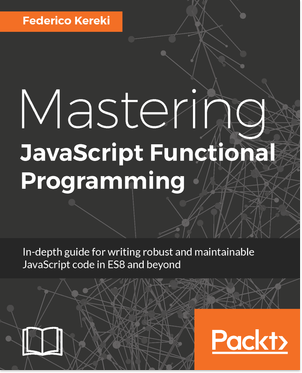 Federico Kereki
Mastering
JavaScript Functional
Programming
In-depth guide for writing robust and maintainable
JavaScript code in ES8 and beyond
Packt>